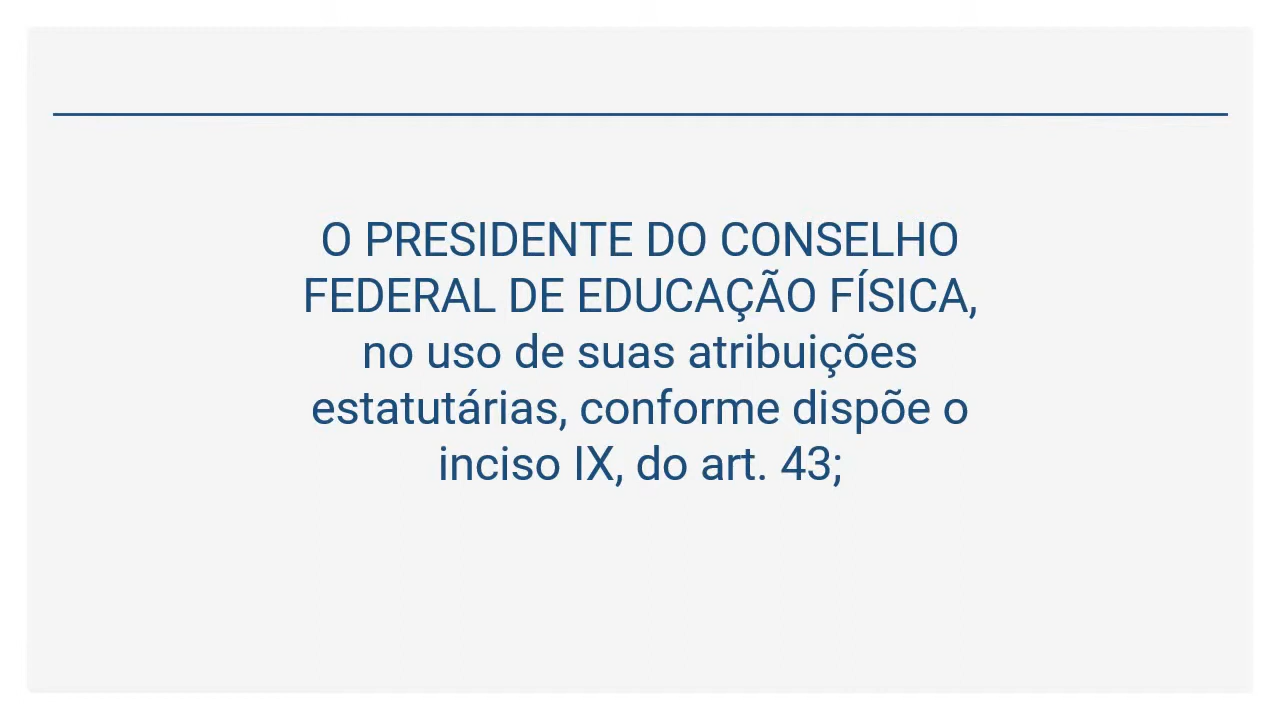 O PRESIDENTE DO CONSELHO
FEDERAL DE EDUCAÇÃO FÍSICA,
no uso de suas atribuições
estatutárias, conforme dispõe o
inciso IX, do art. 43;